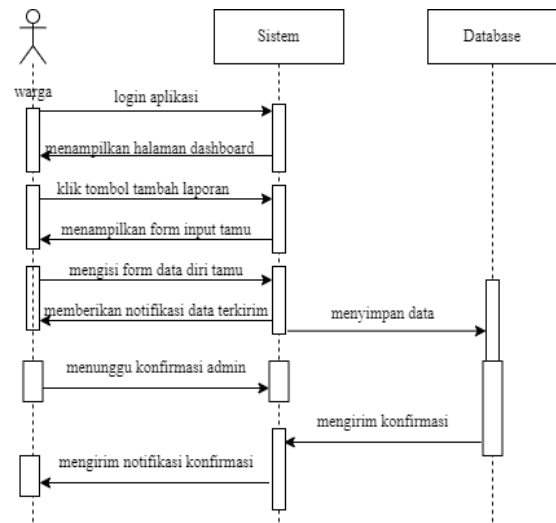 Sistem
Database
warga
login aplikasi
menampilkan halaman dashboard
klik tombol tambah laporan
menampilkan form input tamu
mengisi form data diri tamu
memberikan notifikasi data terkirim
menyimpan data
menunggu konfirmasi admin
mengirim konfirmasi
mengirim notifikasi konfirmasi